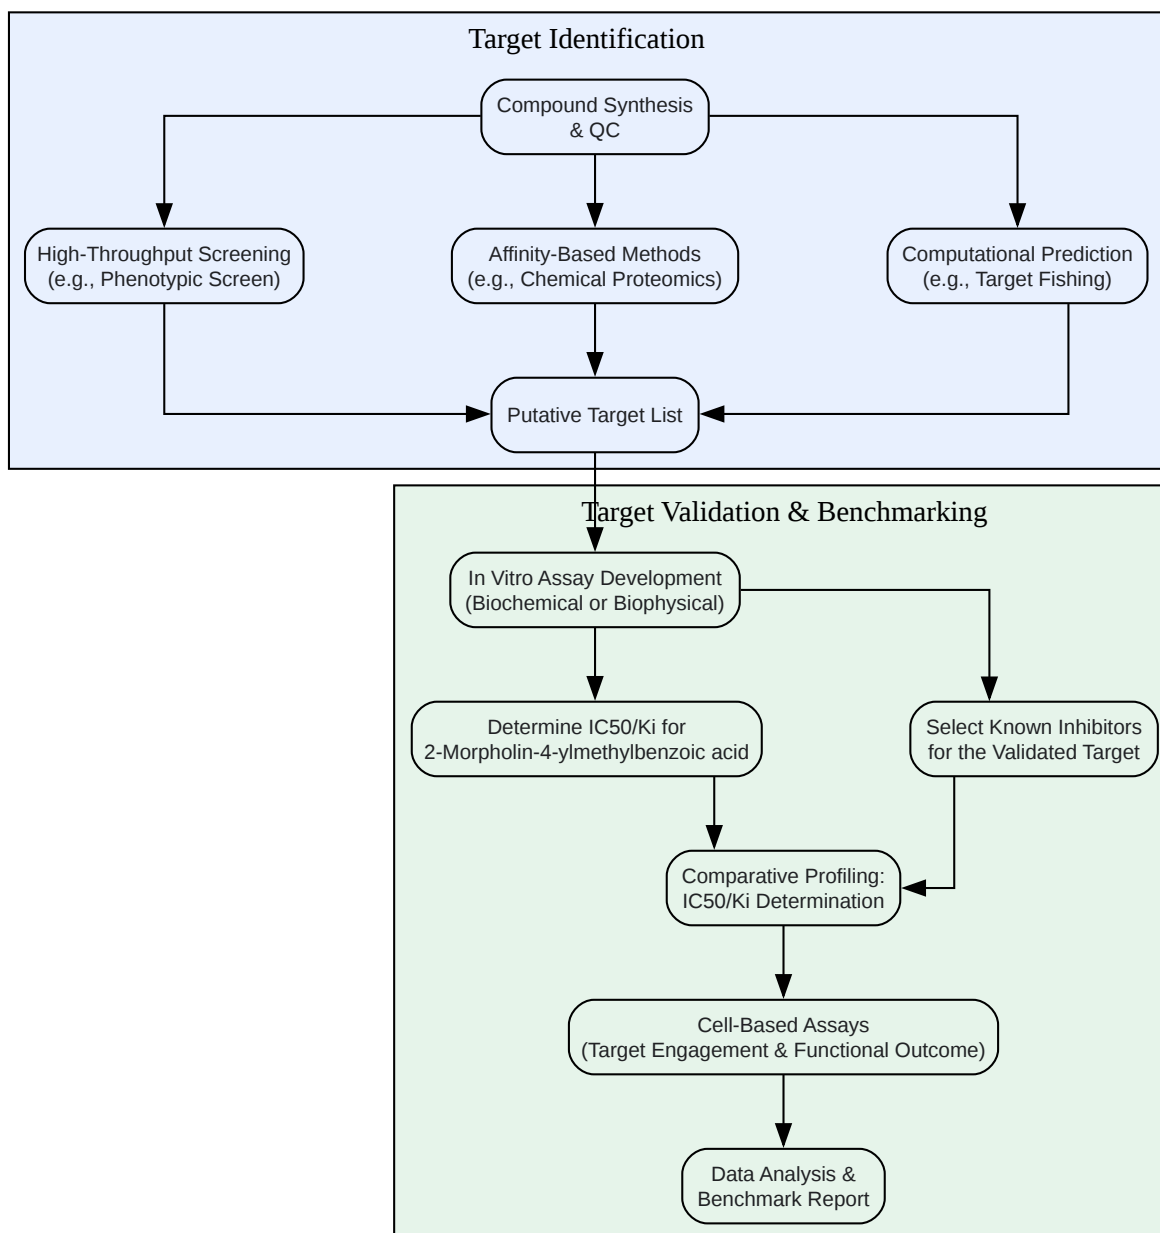 Target Identification
Compound Synthesis
& QC
High-Throughput Screening
(e.g., Phenotypic Screen)
Affinity-Based Methods
(e.g., Chemical Proteomics)
Computational Prediction
(e.g., Target Fishing)
Putative Target List
Target Validation & Benchmarking
In Vitro Assay Development
(Biochemical or Biophysical)
Determine IC50/Ki for
2-Morpholin-4-ylmethylbenzoic acid
Select Known Inhibitors
for the Validated Target
Comparative Profiling:
IC50/Ki Determination
Cell-Based Assays
(Target Engagement & Functional Outcome)
Data Analysis &
Benchmark Report